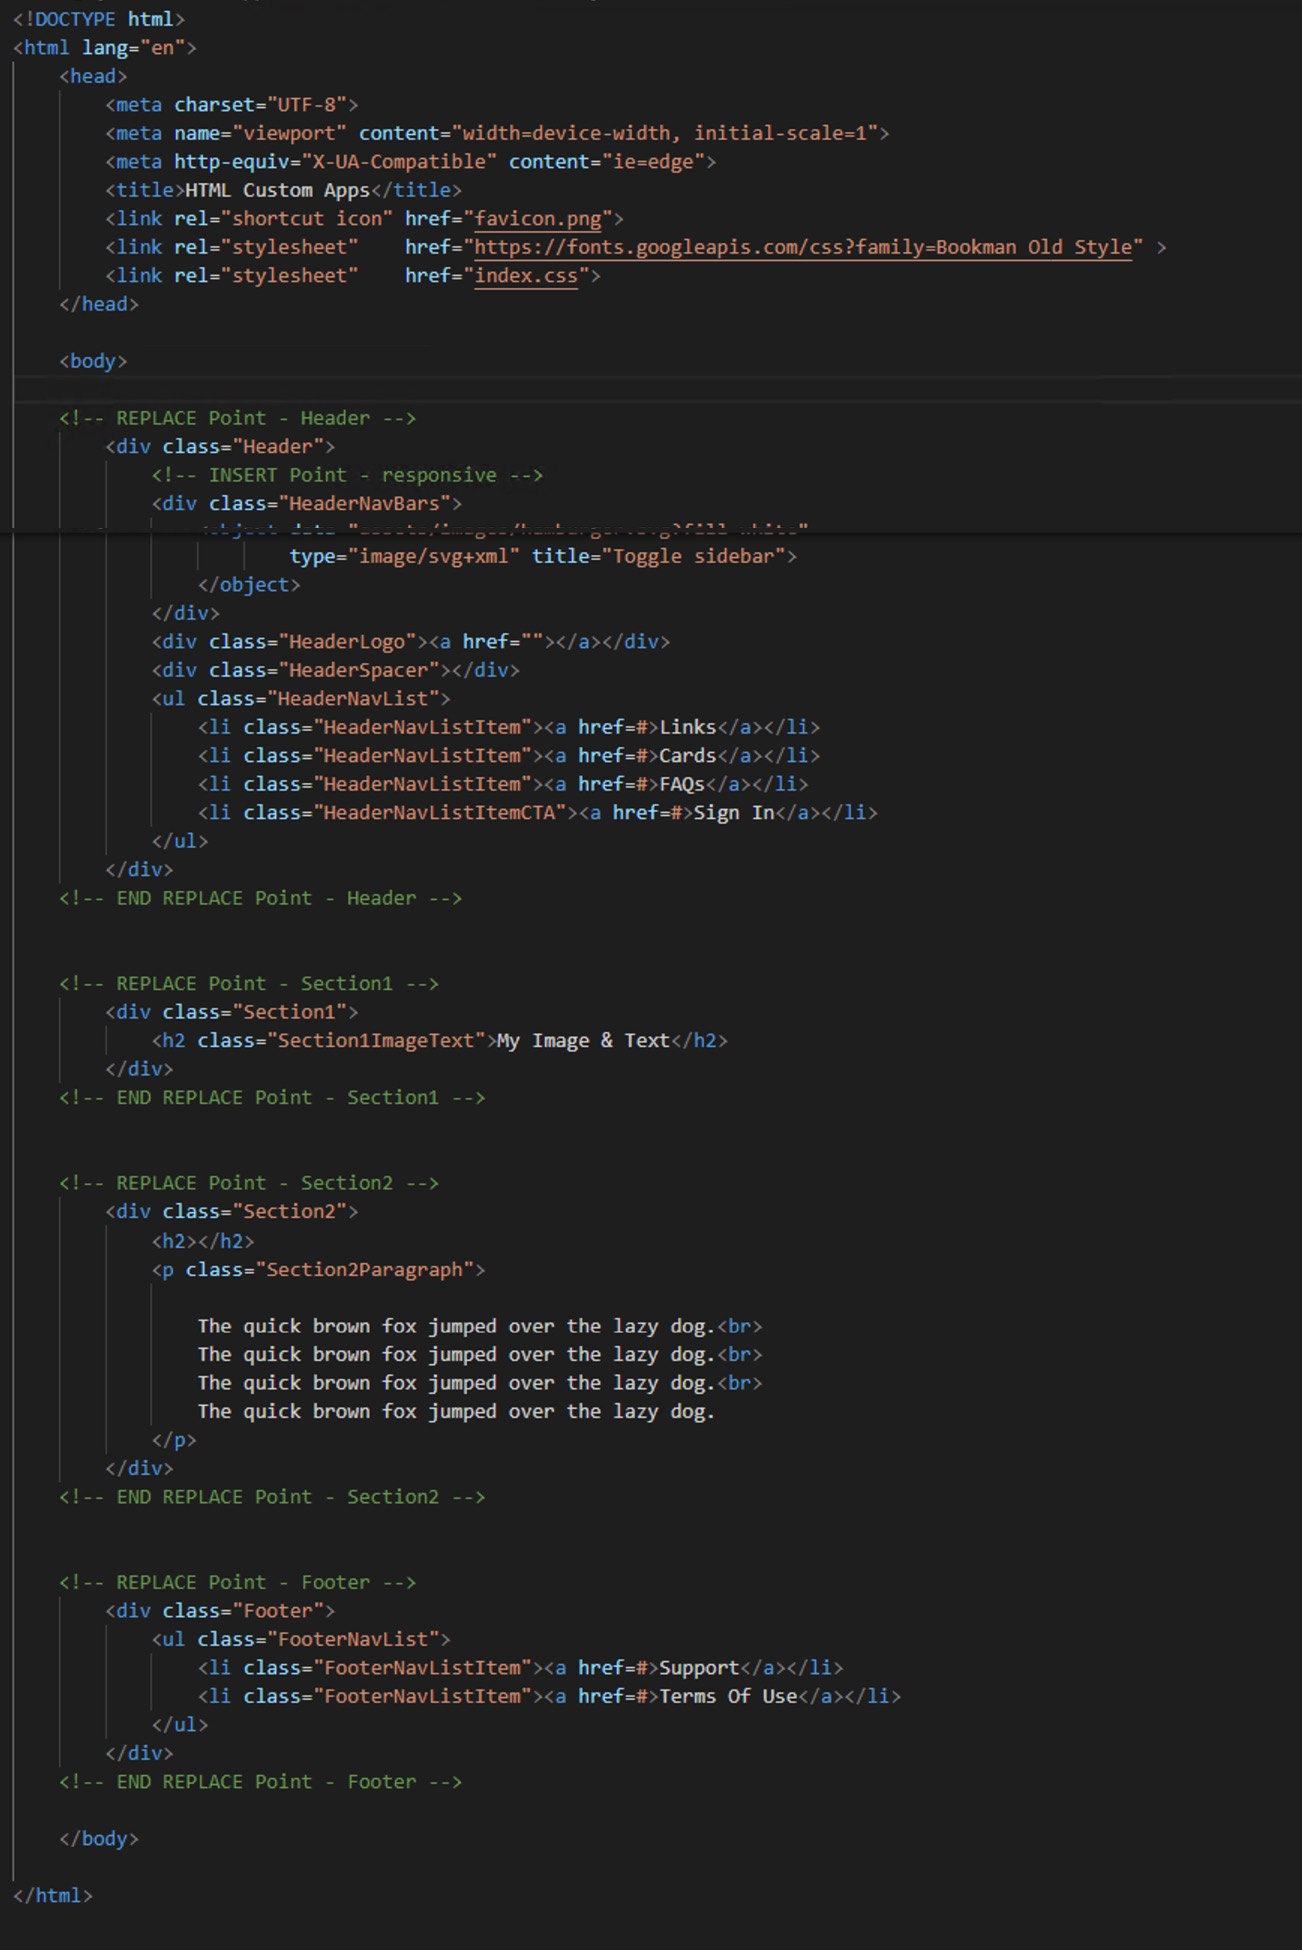 <!DOCTYPE html>
<html lang="en">
<head>
<meta charset="UTF-8">
<meta name="viewport" content="width=device-width, initial-scale=1">
<meta http-equiv="X-UA-Compatible" content="ie=edge">
<title>HTML Custom Apps</title>
<link rel="shortcut icon" href="favicon.png">
<link rel="stylesheet"    href="https://fonts.googleapis.com/css?family=Bookman Old Style" >
<link rel="stylesheet"    href="index.css">
</head>
<body>
<!-- REPLACE Point - Header -->
<div class="Header">
<!-- INSERT Point - responsive -->
<div class="HeaderNavBars">
<object data="assets/images/hamburger.svg?fill=white"
type="image/svg+xml" title="Toggle sidebar">
</object>
</div>
<div class="HeaderLogo"><a href=""></a></div>
<div class="HeaderSpacer"></div>
<ul class="HeaderNavList">
<li class="HeaderNavListItem"><a href=#>Links</a></li>
<li class="HeaderNavListItem"><a href=#>Cards</a></li>
<li class="HeaderNavListItem"><a href=#>FAQs</a></li>
<li class="HeaderNavListItemCTA"><a href=#>Sign In</a></li>
</ul>
</div>
<!-- END REPLACE Point - Header -->
<!-- REPLACE Point - Section1 -->
<div class="Section1">
<h2 class="Section1ImageText">My Image & Text</h2>
</div>
<!-- END REPLACE Point - Section1 -->
<!-- REPLACE Point - Section2 -->
<div class="Section2">
<h2></h2>
<p class="Section2Paragraph">
The quick brown fox jumped over the lazy dog.<br>
The quick brown fox jumped over the lazy dog.<br>
The quick brown fox jumped over the lazy dog.<br>
The quick brown fox jumped over the lazy dog.
</p>
</div>
<!-- END REPLACE Point - Section2 -->
<!-- REPLACE Point - Footer -->
<div class="Footer">
<ul class="FooterNavList">
<li class="FooterNavListItem"><a href=#>Support</a></li>
<li class="FooterNavListItem"><a href=#>Terms Of Use</a></li>
</ul>
</div>
<!-- END REPLACE Point - Footer -->
</body>
</html>